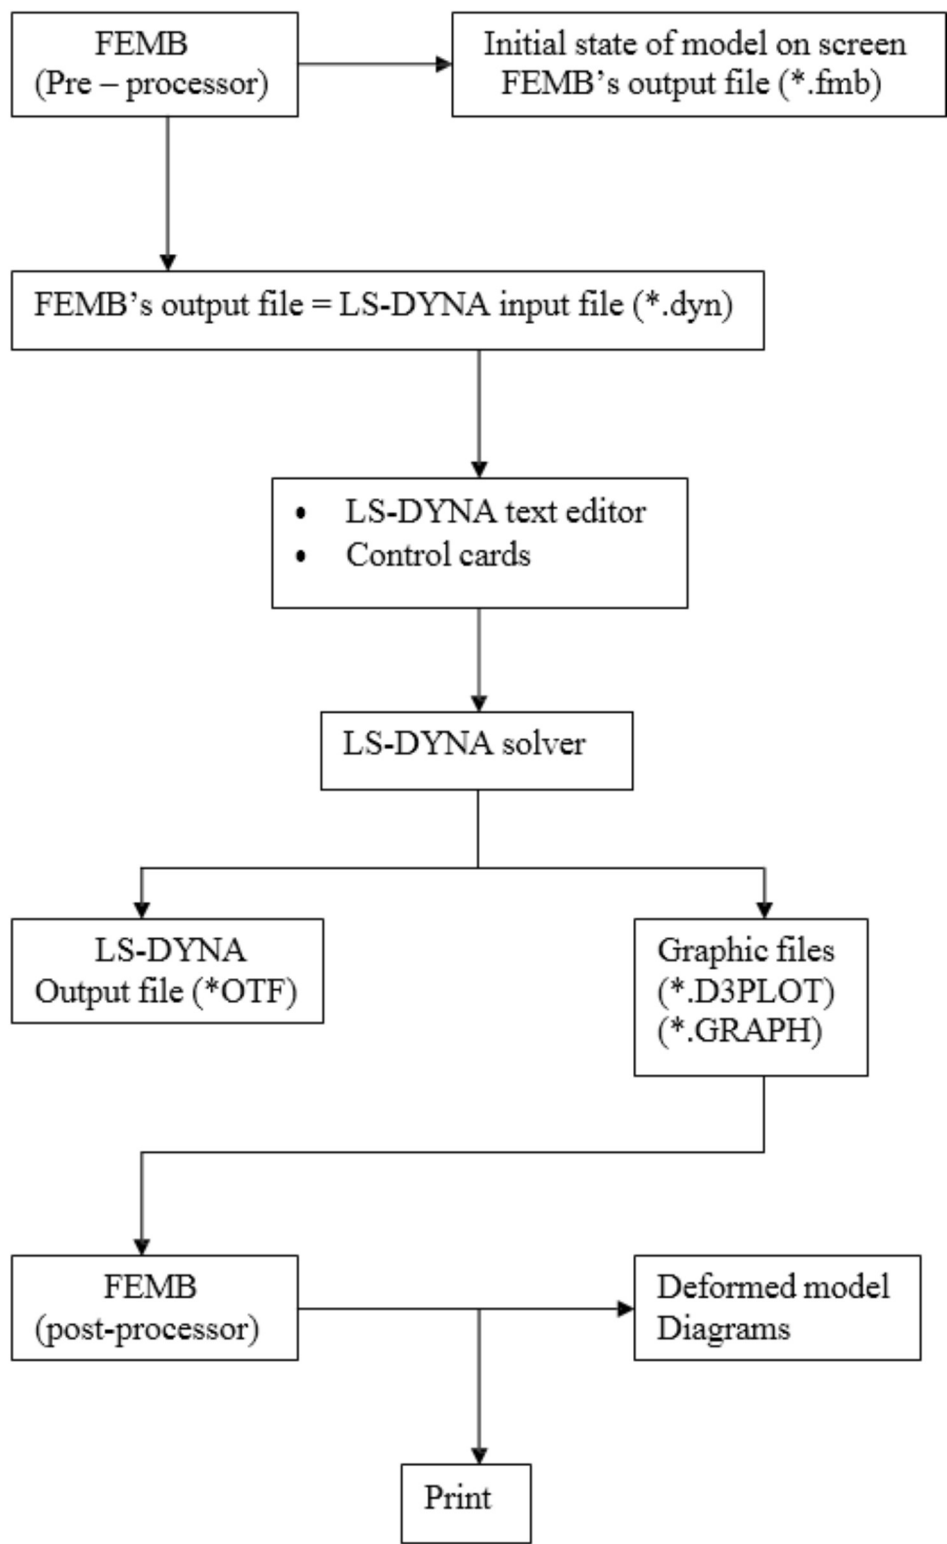 FEMB
(Pre – processor)
Initial state of model on screen
FEMB's output file (*.fmb)
FEMB's output file = LS-DYNA input file (*.dyn)
• LS-DYNA text editor
• Control cards
LS-DYNA solver
LS-DYNA
Output file (*OTF)
Graphic files
(*.D3PLOT)
(*.GRAPH)
FEMB
(post-processor)
Deformed model
Diagrams
Print